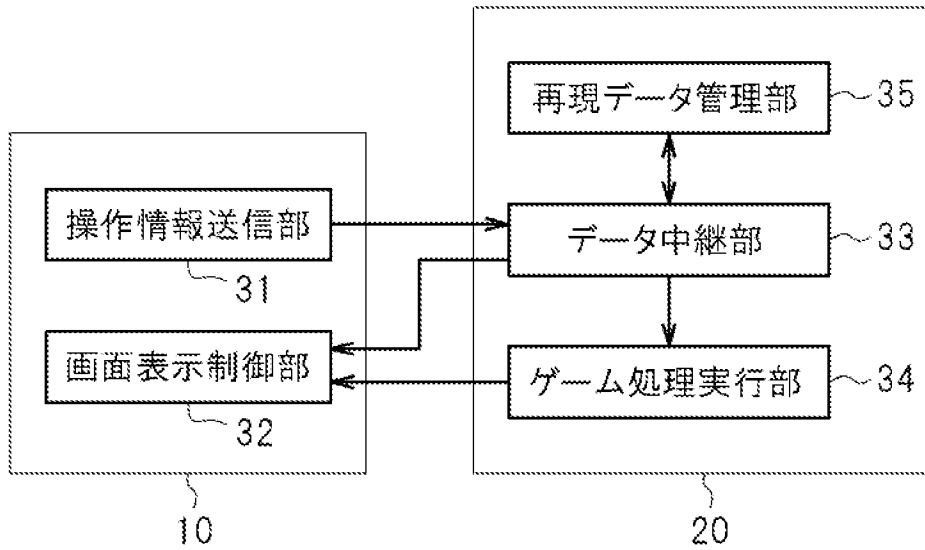 再現データ管理部
35
操作情報送信部
31
データ中継部
33
画面表示制御部
32
ゲーム処理実行部
34
10
20